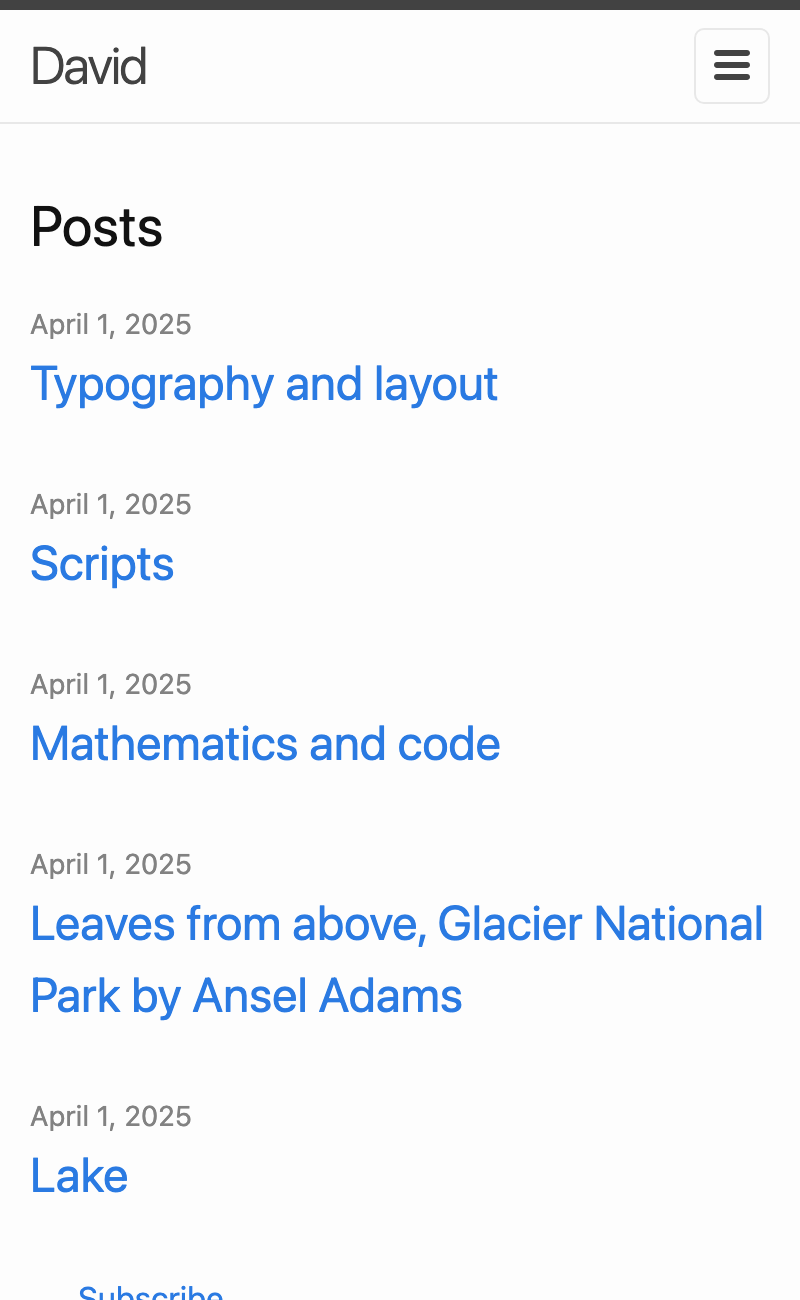 David
Posts
April 1, 2025
Typography and layout
April 1, 2025
Scripts
April 1, 2025
Mathematics and code
April 1, 2025
Leaves from above, Glacier National
Park by Ansel Adams
April 1, 2025
Lake
Subscribe